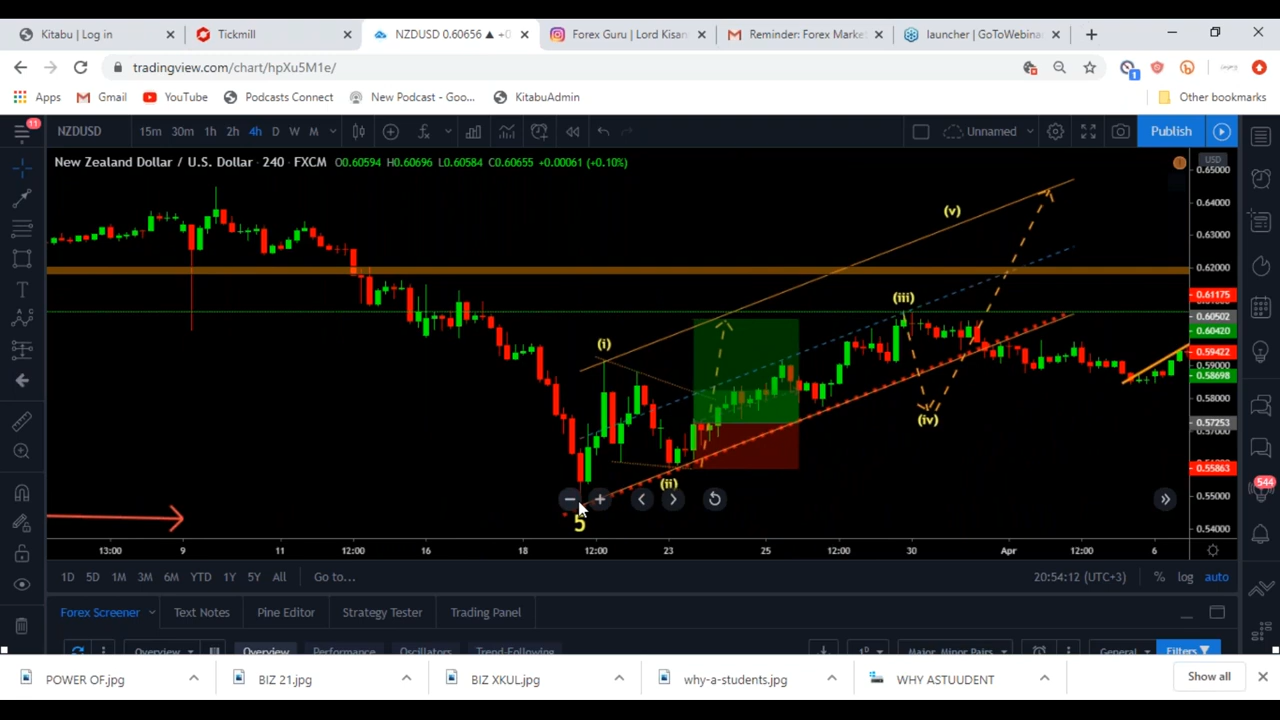 Kitabu | Log in
Tickmill
NZDUSD 0.60656 ▲ +0
Forex Guru | Lord Kisan
Reminder: Forex Marke
launcher | GoToWebina
tradingview.com/chart/hpXu5M1e/
1
Apps
Gmail
YouTube
Podcasts Connect
New Podcast - Goo...
KitabuAdmin
Other bookmarks
11
NZDUSD
15m 30m 1h 2h 4h D W M
Unnamed
Publish
New Zealand Dollar / U.S. Dollar · 240 · FXCM O0.60594 H0.60696 L0.60584 C0.60655 +0.00061 (+0.10%)
USD
0.65000
0.64000
0.63000
0.62000
0.61175
0.60502
0.60420
0.59422
0.59000
0.58698
0.58000
0.57253
0.57000
0.55863
0.55000
0.54000
(v)
(iii)
(i)
(iv)
(ii)
5
544
13:00 9 11 12:00 16 18 12:00 23 25 12:00 30 Apr 12:00 6
1D 5D 1M 3M 6M YTD 1Y 5Y All Go to...
20:54:12 (UTC+3) % log auto
Forex Screener Text Notes Pine Editor Strategy Tester Trading Panel
Overview Overview Performance Oscillators Trend-Following
1D Major, Minor Pairs General Filters
POWER OF.jpg
BIZ 21.jpg
BIZ XKUL.jpg
why-a-students.jpg
WHY ASTUUDENT
Show all